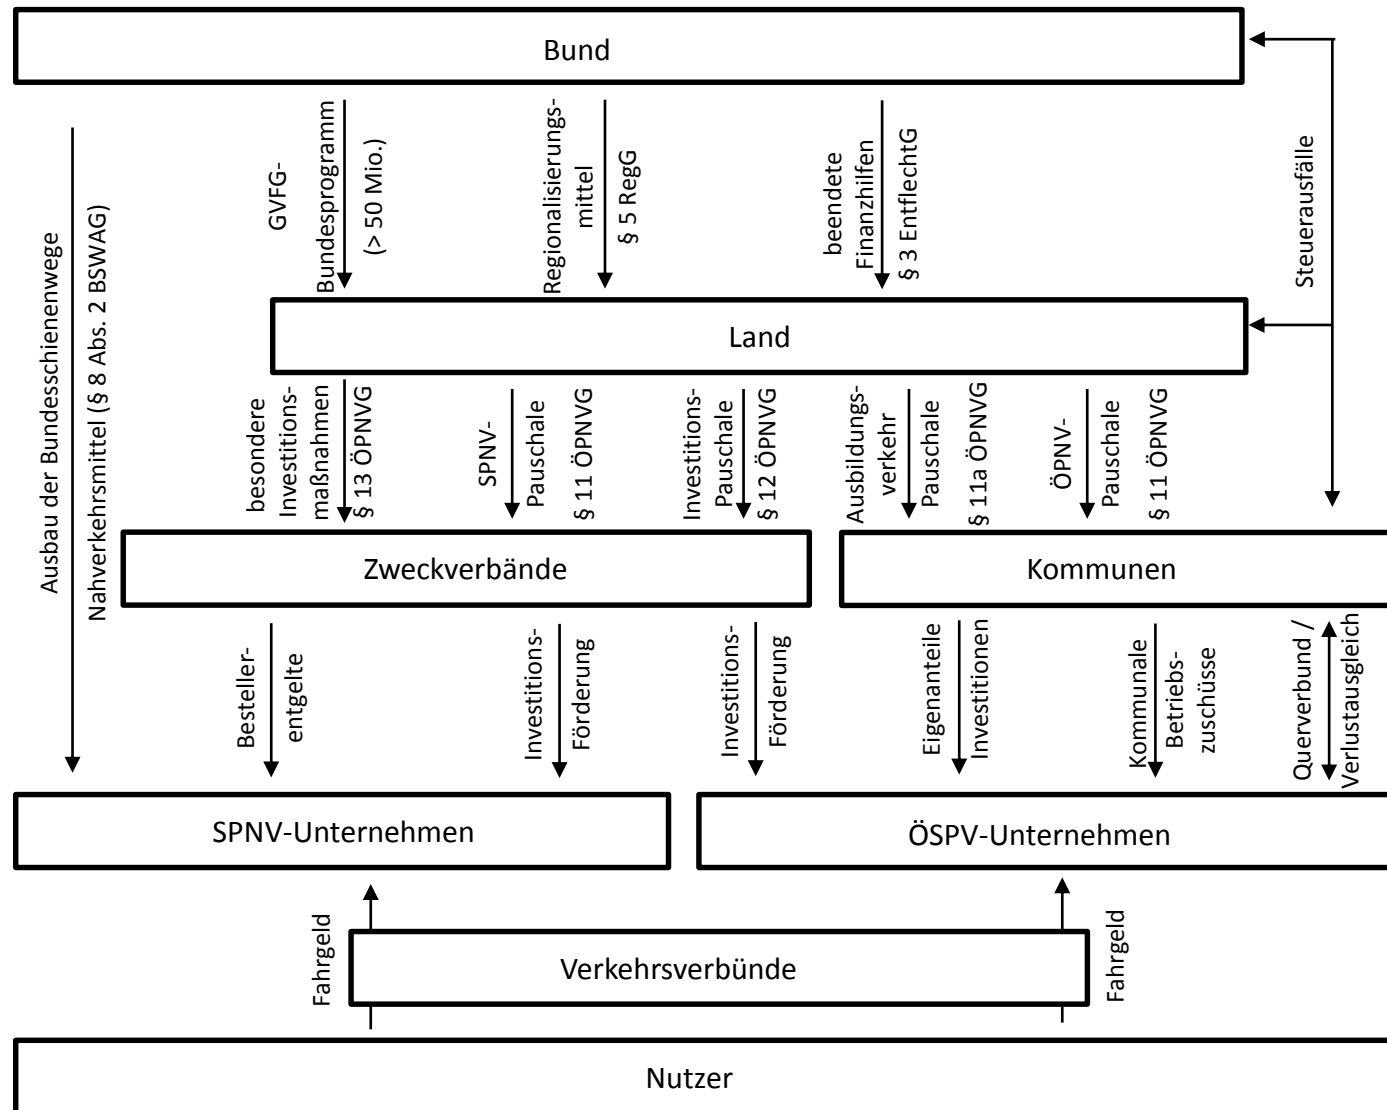 Bund
Ausbau der Bundesschienenwege
Nahverkehrsmittel (§ 8 Abs. 2 BSWAG)
GVFG-
Bundesprogramm
(> 50 Mio.)
Regionalisierungs-
mittel
§ 5 RegG
beendete
Finanzhilfen
§ 3 EntflechtG
Steuerausfälle
Land
besondere
Investitions-
maßnahmen
§ 13 ÖPNVG
SPNV-
Pauschale
§ 11 ÖPNVG
Investitions-
Pauschale
§ 12 ÖPNVG
Ausbildungs-
verkehr
Pauschale
§ 11a ÖPNVG
ÖPNV-
Pauschale
§ 11 ÖPNVG
Zweckverbände
Kommunen
Besteller-
entgelte
Investitions-
Förderung
Investitions-
Förderung
Eigenanteile
Investitionen
Kommunale
Betriebs-
zuschüsse
Querverbund /
Verlustausgleich
SPNV-Unternehmen
ÖSPV-Unternehmen
Fahrgeld
Verkehrsverbünde
Fahrgeld
Nutzer